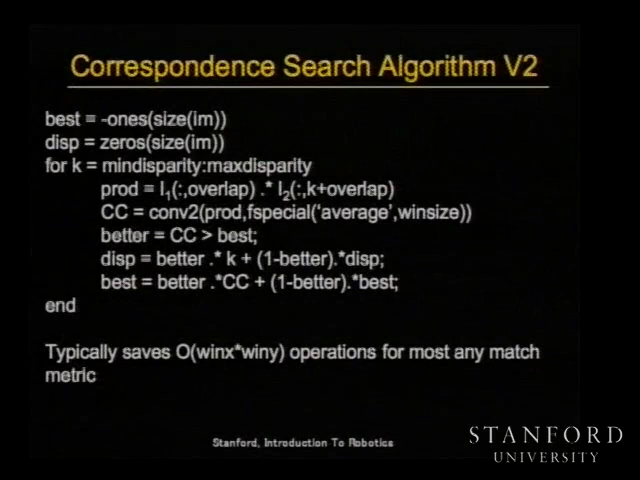 Correspondence Search Algorithm V2
best = -ones(size(im))
disp = zeros(size(im))
for k = mindisparity:maxdisparity
prod = I1(:,overlap) .* I2(:,k+overlap)
CC = conv2(prod,fspecial('average',winsize))
better = CC > best;
disp = better .* k + (1-better).*disp;
best = better .*CC + (1-better).*best;
end
Typically saves O(winx*winy) operations for most any match
metric
Stanford, Introduction To Robotics
STANFORD
UNIVERSITY